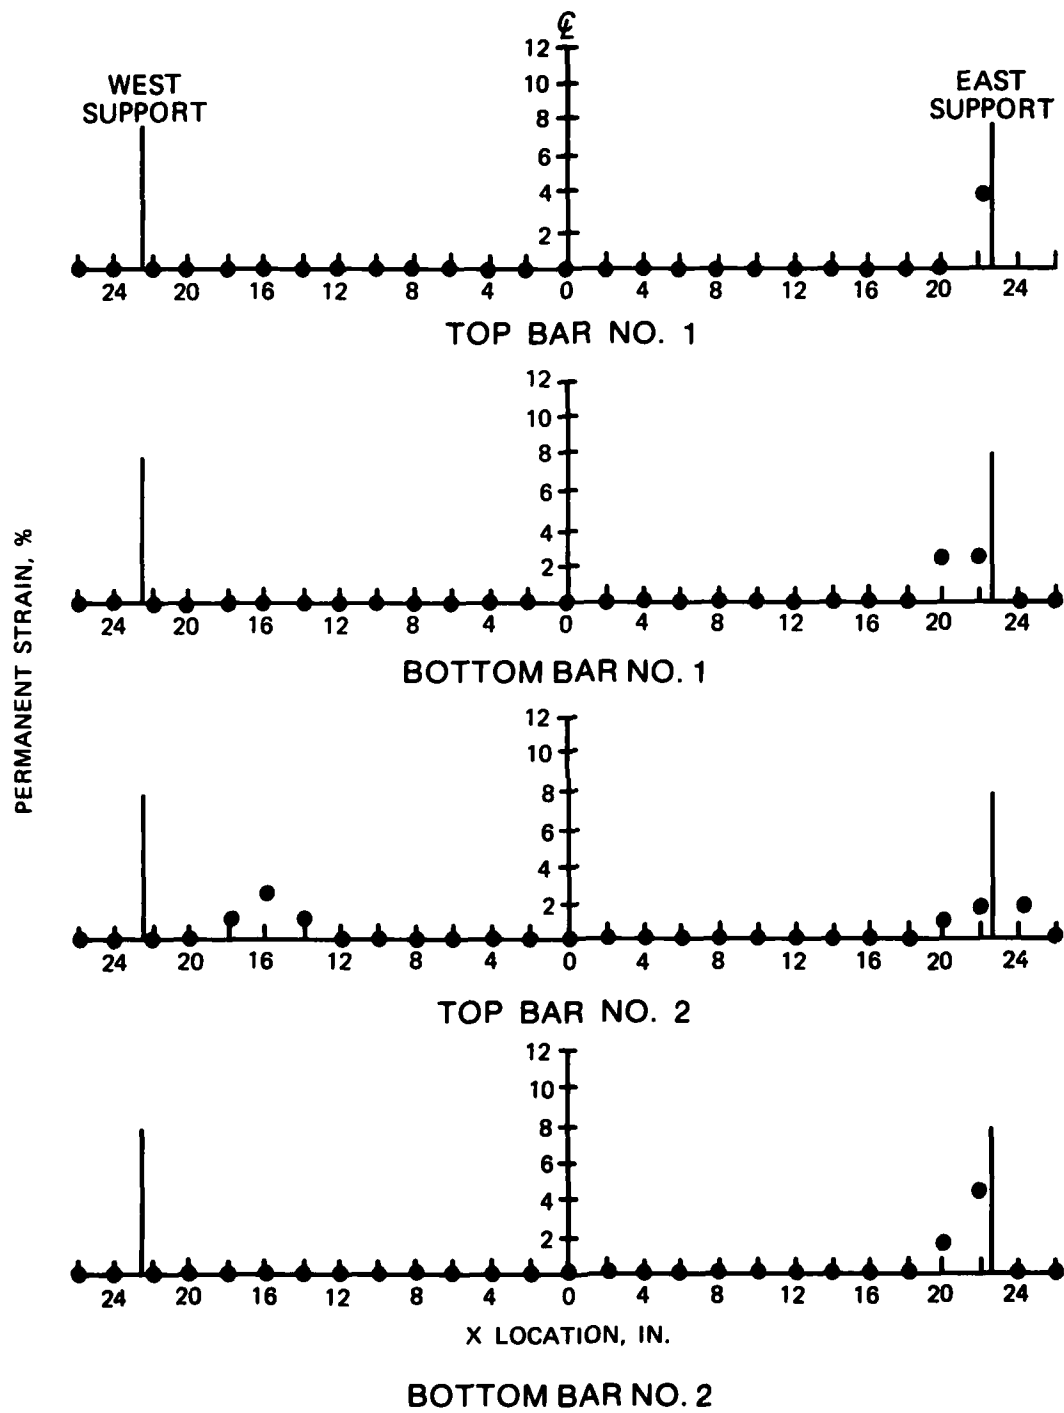 ℄
WEST
SUPPORT
EAST
SUPPORT
12
10
8
6
4
2
24 20 16 12 8 4 0 4 8 12 16 20 24
TOP BAR NO. 1
12
10
8
6
4
2
24 20 16 12 8 4 0 4 8 12 16 20 24
BOTTOM BAR NO. 1
PERMANENT STRAIN, %
12
10
8
6
4
2
24 20 16 12 8 4 0 4 8 12 16 20 24
TOP BAR NO. 2
12
10
8
6
4
2
24 20 16 12 8 4 0 4 8 12 16 20 24
X LOCATION, IN.
BOTTOM BAR NO. 2